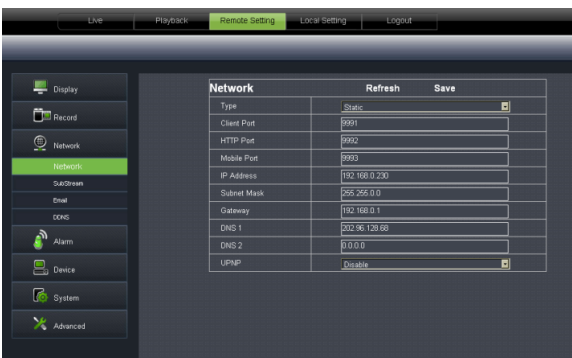 Live Playback Remote Setting Local Setting Logout
Display
Record
Network
Network
SubStream
Email
DDNS
Alarm
Device
System
Advanced
Network Refresh Save
Type Static
Client Port 9991
HTTP Port 9992
Mobile Port 9993
IP Address 192.168.0.230
Subnet Mask 255.255.0.0
Gateway 192.168.0.1
DNS 1 202.96.128.68
DNS 2 0.0.0.0
UPNP Disable